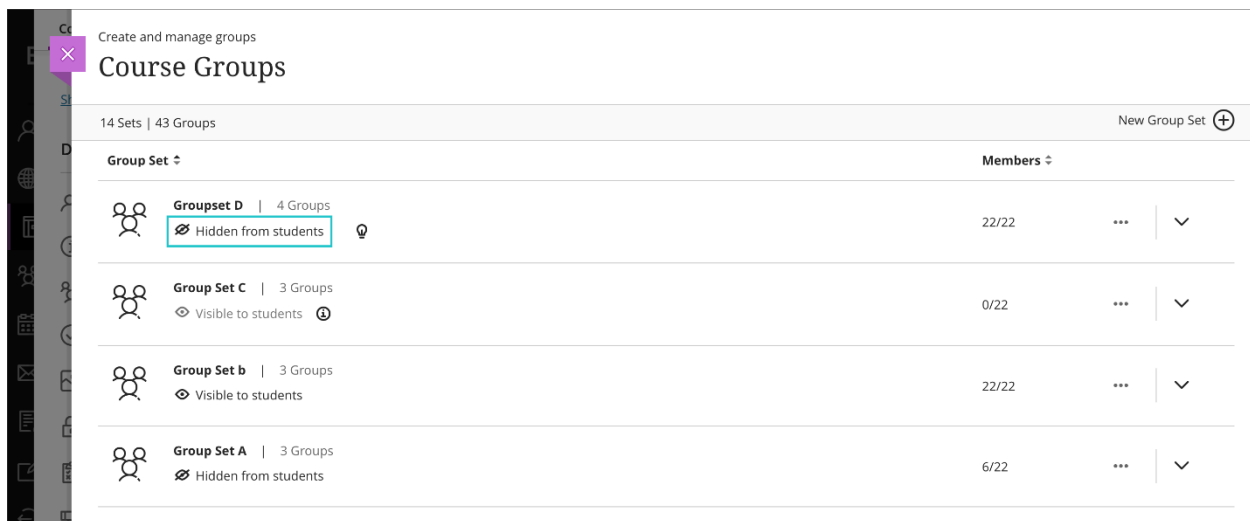 Create and manage groups
Course Groups
14 Sets | 43 Groups
New Group Set
Group Set
Members
Groupset D | 4 Groups
Hidden from students
22/22
Group Set C | 3 Groups
Visible to students
0/22
Group Set b | 3 Groups
Visible to students
22/22
Group Set A | 3 Groups
Hidden from students
6/22